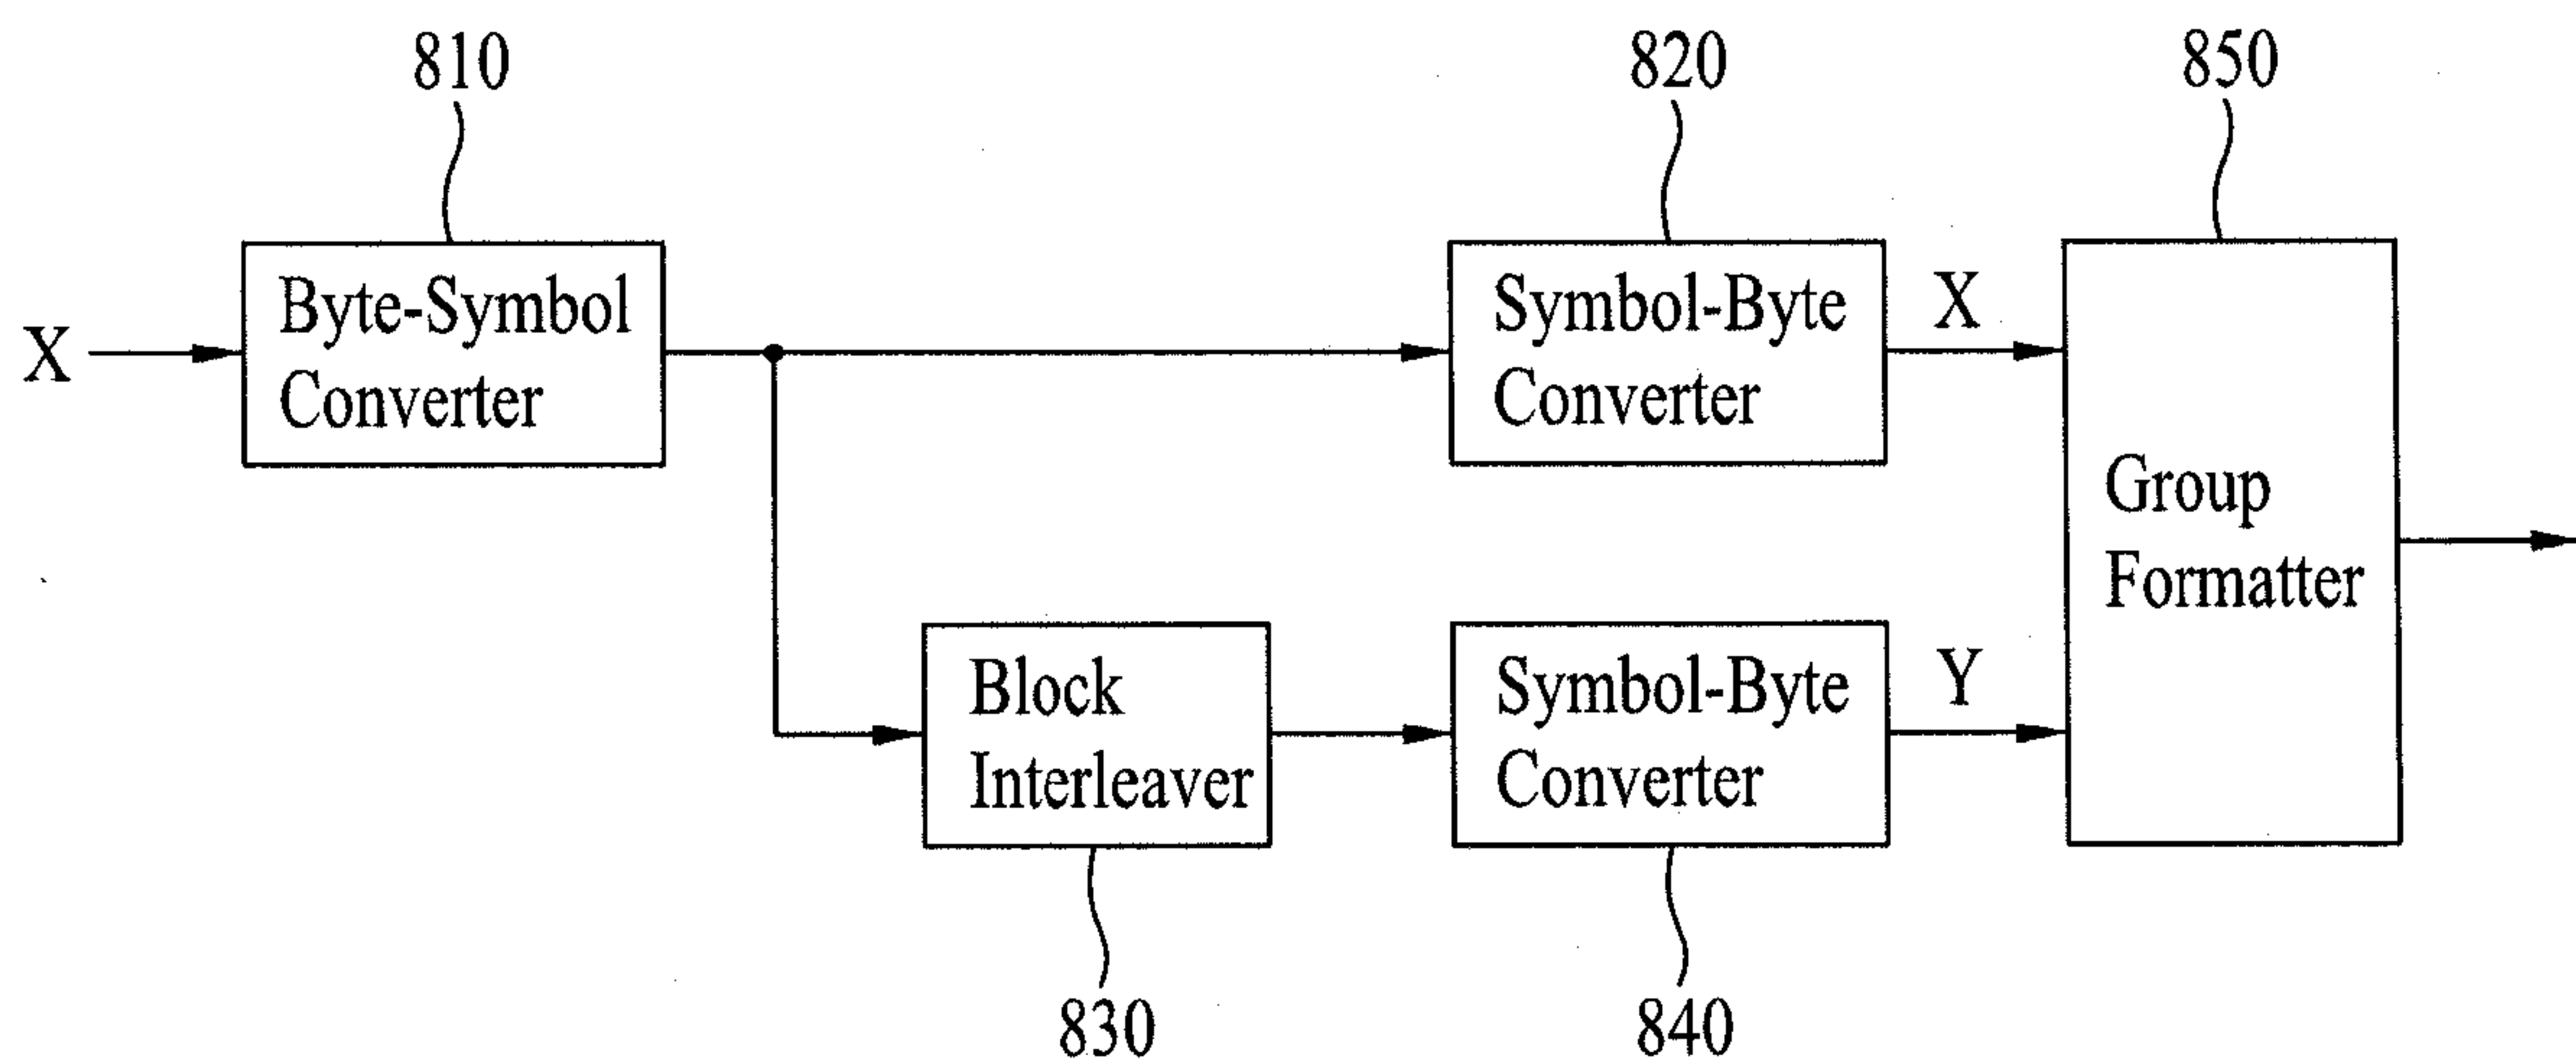 810
820
850
X
Byte-Symbol
Converter
Symbol-Byte
Converter
X
Group
Formatter
Block
Interleaver
Symbol-Byte
Converter
Y
830
840